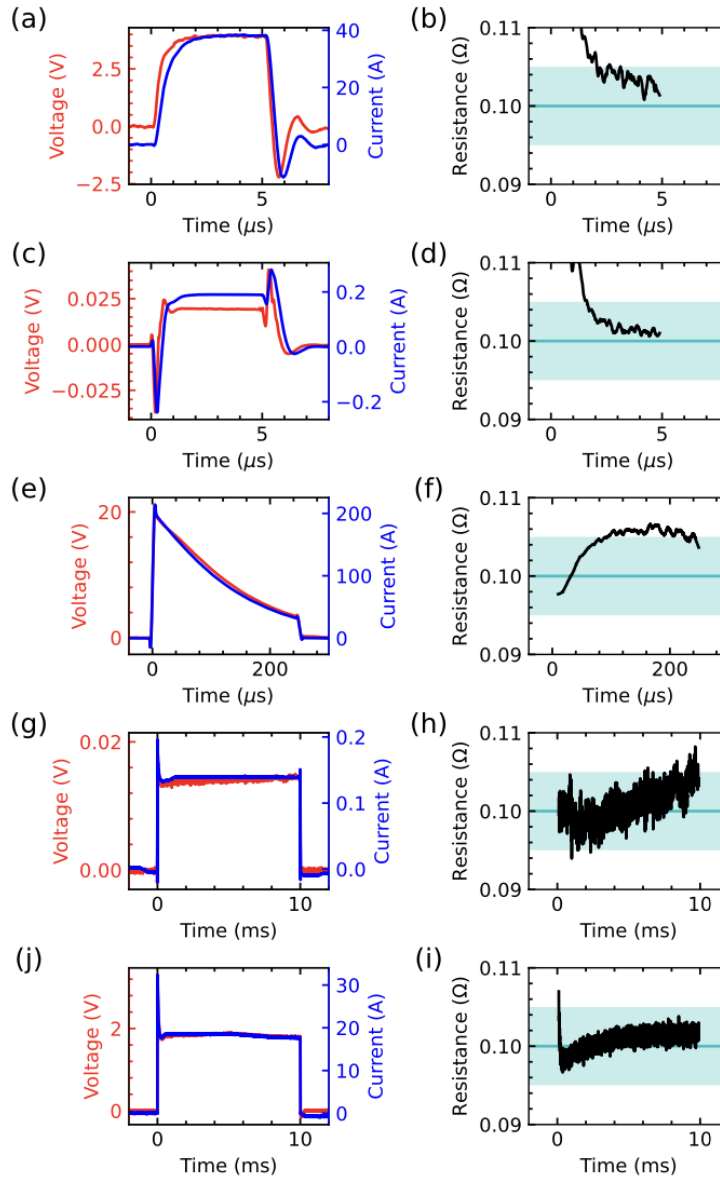 (a)
Voltage (V)
2.5
0.0
−2.5
Current (A)
40
20
0
0
5
Time (μs)
(b)
Resistance (Ω)
0.11
0.10
0.09
0
5
Time (μs)
(c)
Voltage (V)
0.025
0.000
−0.025
Current (A)
0.2
0.0
−0.2
0
5
Time (μs)
(d)
Resistance (Ω)
0.11
0.10
0.09
0
5
Time (μs)
(e)
Voltage (V)
20
0
Current (A)
200
100
0
0
200
Time (μs)
(f)
Resistance (Ω)
0.11
0.10
0.09
0
200
Time (μs)
(g)
Voltage (V)
0.02
0.00
Current (A)
0.2
0.1
0.0
0
10
Time (ms)
(h)
Resistance (Ω)
0.11
0.10
0.09
0
10
Time (ms)
(j)
Voltage (V)
2
0
Current (A)
30
20
10
0
0
10
Time (ms)
(i)
Resistance (Ω)
0.11
0.10
0.09
0
10
Time (ms)